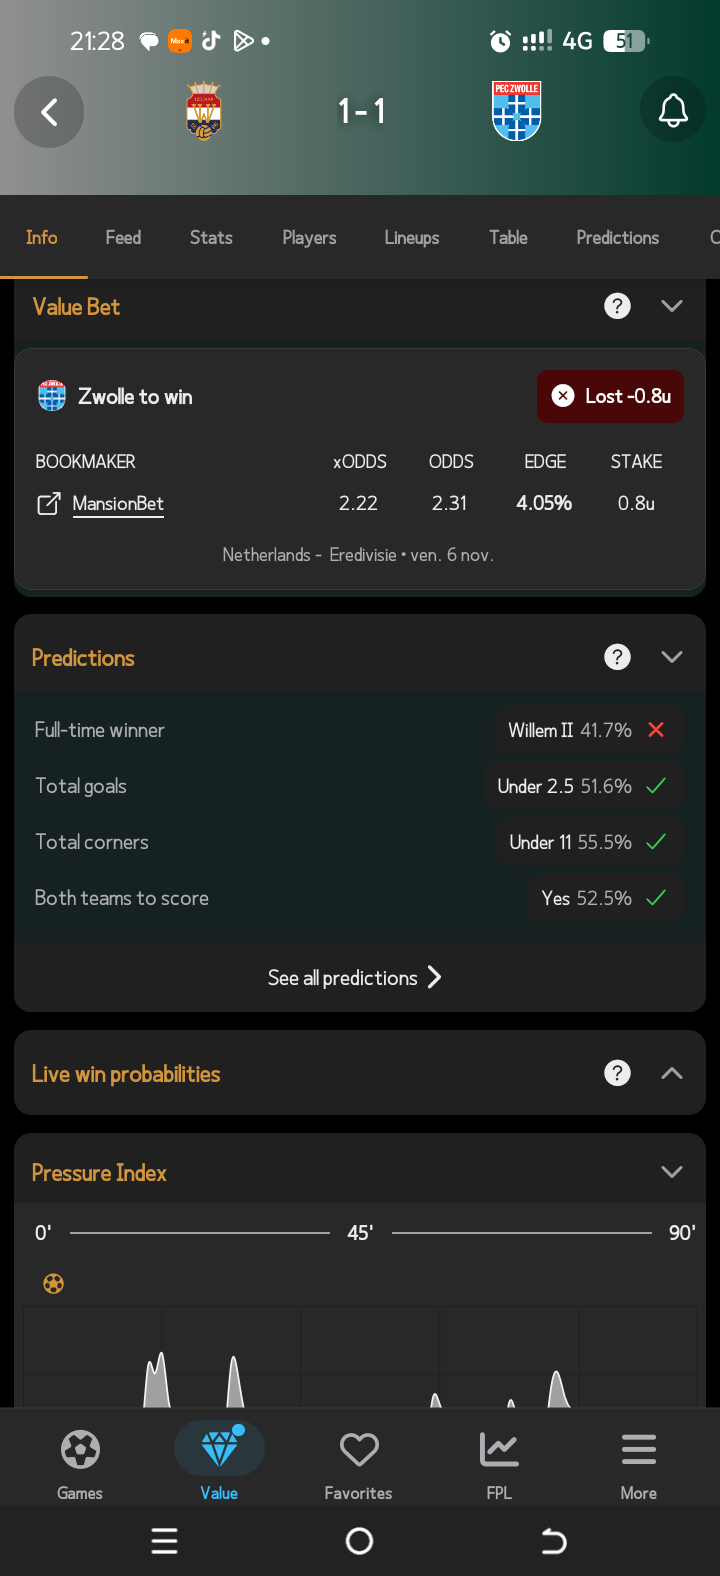 21:28 4G 51
1 - 1
PEC ZWOLLE
Info Feed Stats Players Lineups Table Predictions
Value Bet ?
Zwolle to win Lost -0.8u
BOOKMAKER xODDS ODDS EDGE STAKE
MansionBet 2.22 2.31 4.05% 0.8u
Netherlands - Eredivisie • ven. 6 nov.
Predictions ?
Full-time winner Willem II 41.7%
Total goals Under 2.5 51.6%
Total corners Under 11 55.5%
Both teams to score Yes 52.5%
See all predictions
Live win probabilities ?
Pressure Index
0' 45' 90'
Games Value Favorites FPL More